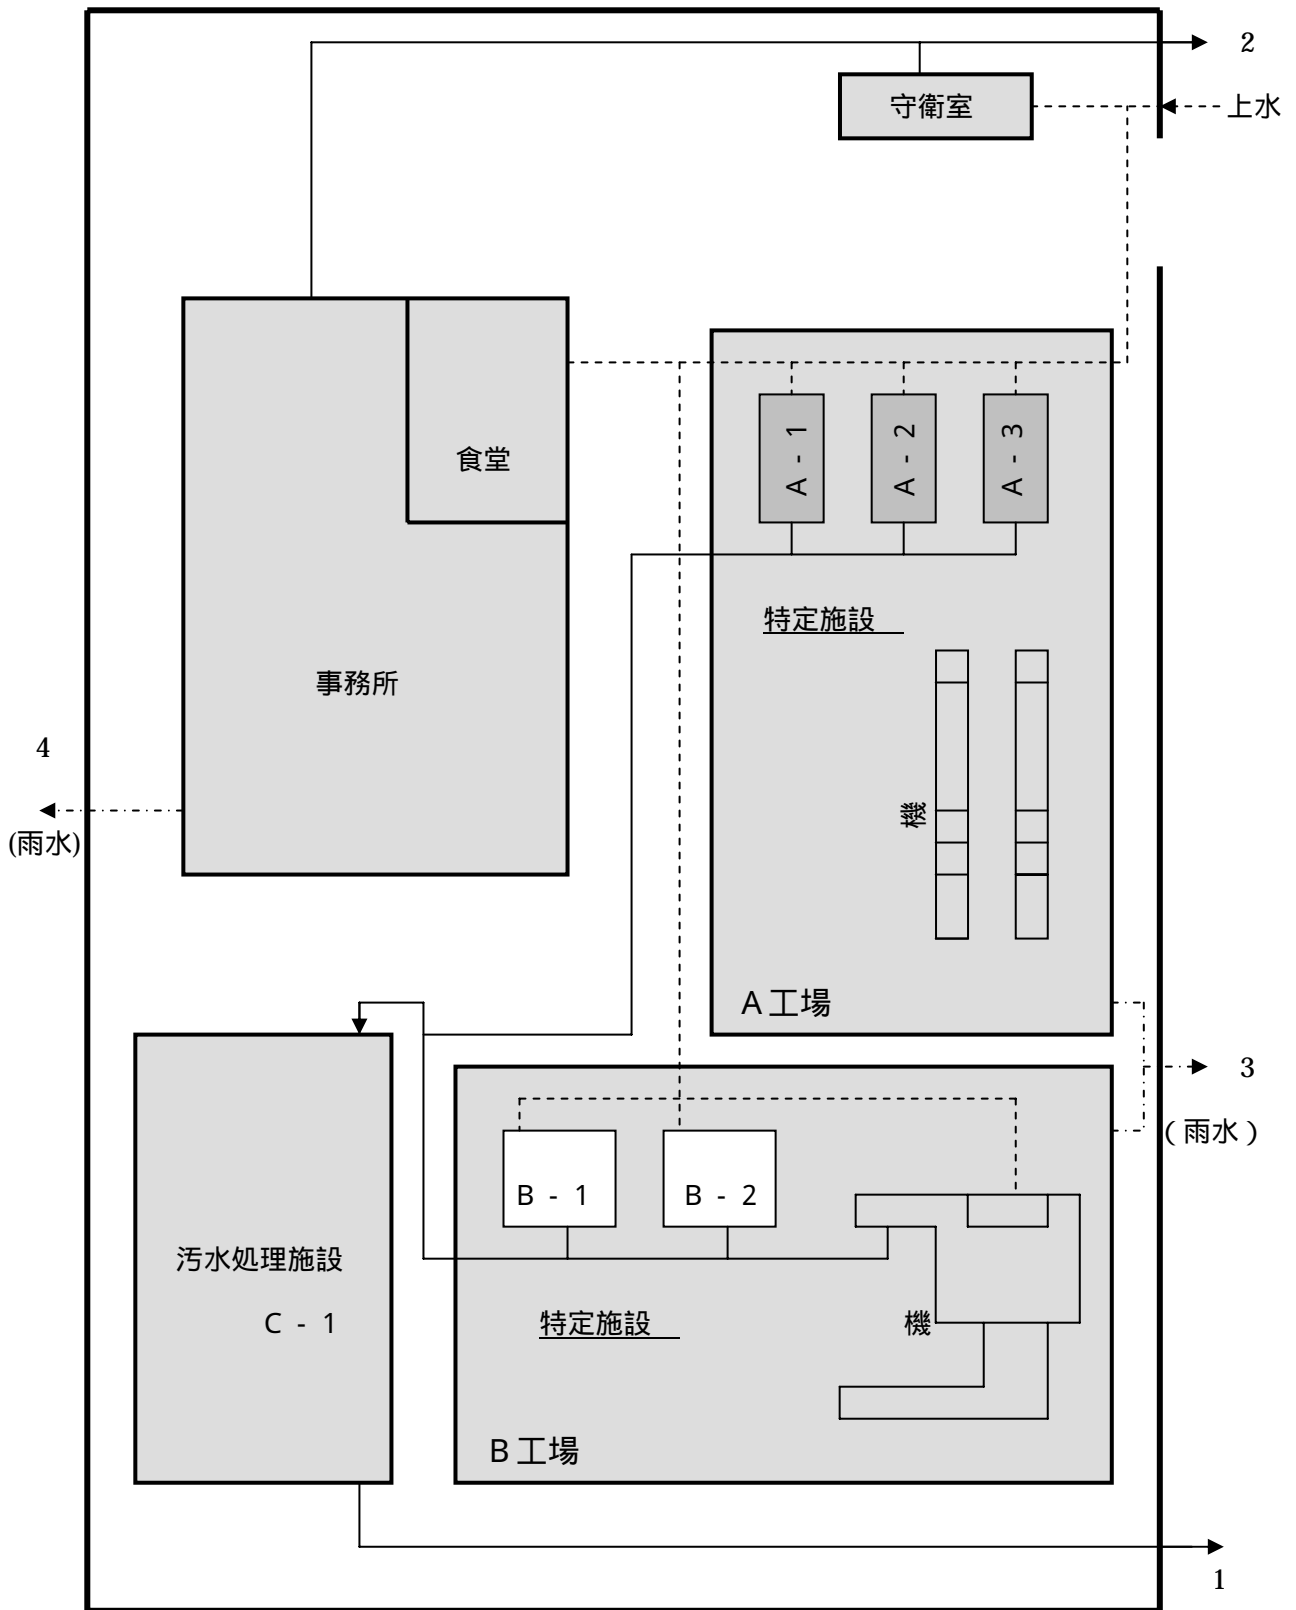 2
守衛室
上水
A - 1
A - 2
A - 3
食堂
特定施設
事務所
4
(雨水)
機
A工場
3
(雨水)
B - 1
B - 2
汚水処理施設
C - 1
特定施設
機
B工場
1